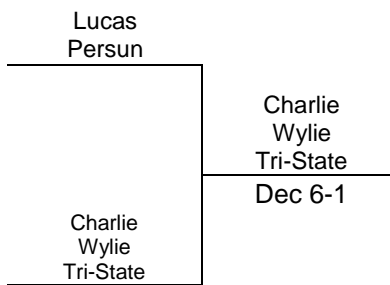 Lucas
Persun
Charlie
Wylie
Tri-State
Dec 6-1
Charlie
Wylie
Tri-State